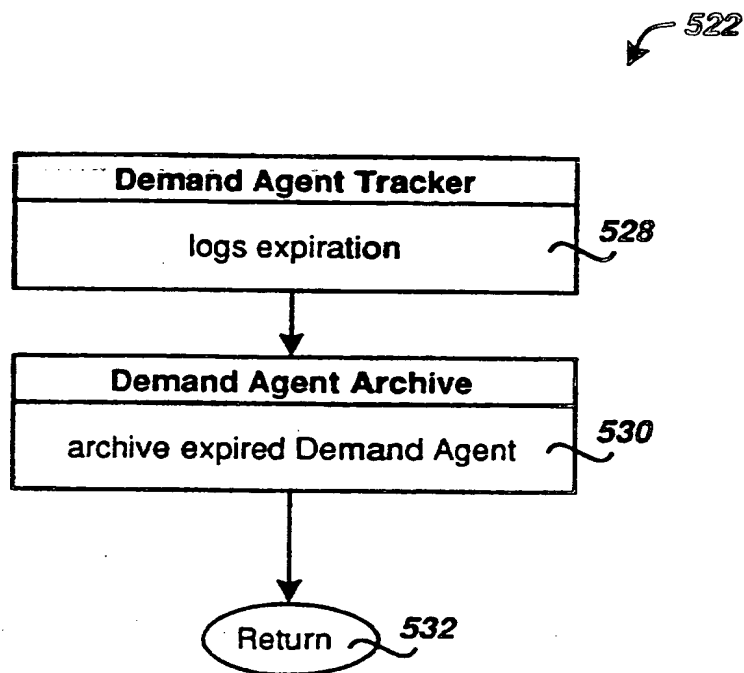 522
Demand Agent Tracker
logs expiration
528
Demand Agent Archive
archive expired Demand Agent
530
Return
532